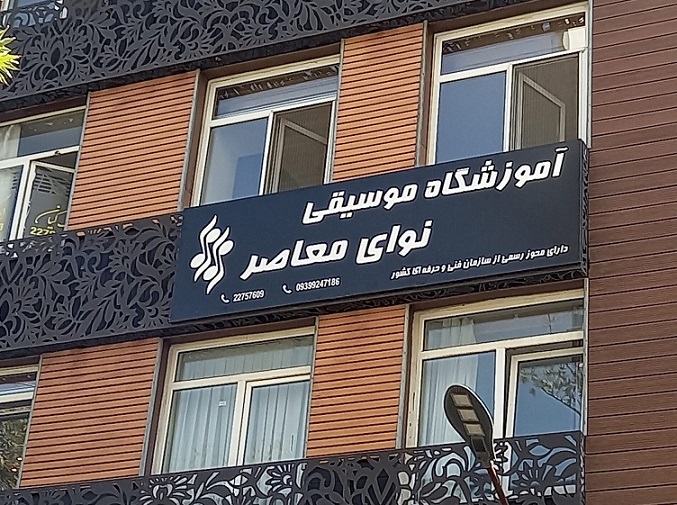 آموزشگاه موسیقی
نوای معاصر
دارای مجوز رسمی از سازمان فنی و حرفه ای کشور
09399247186
22757609